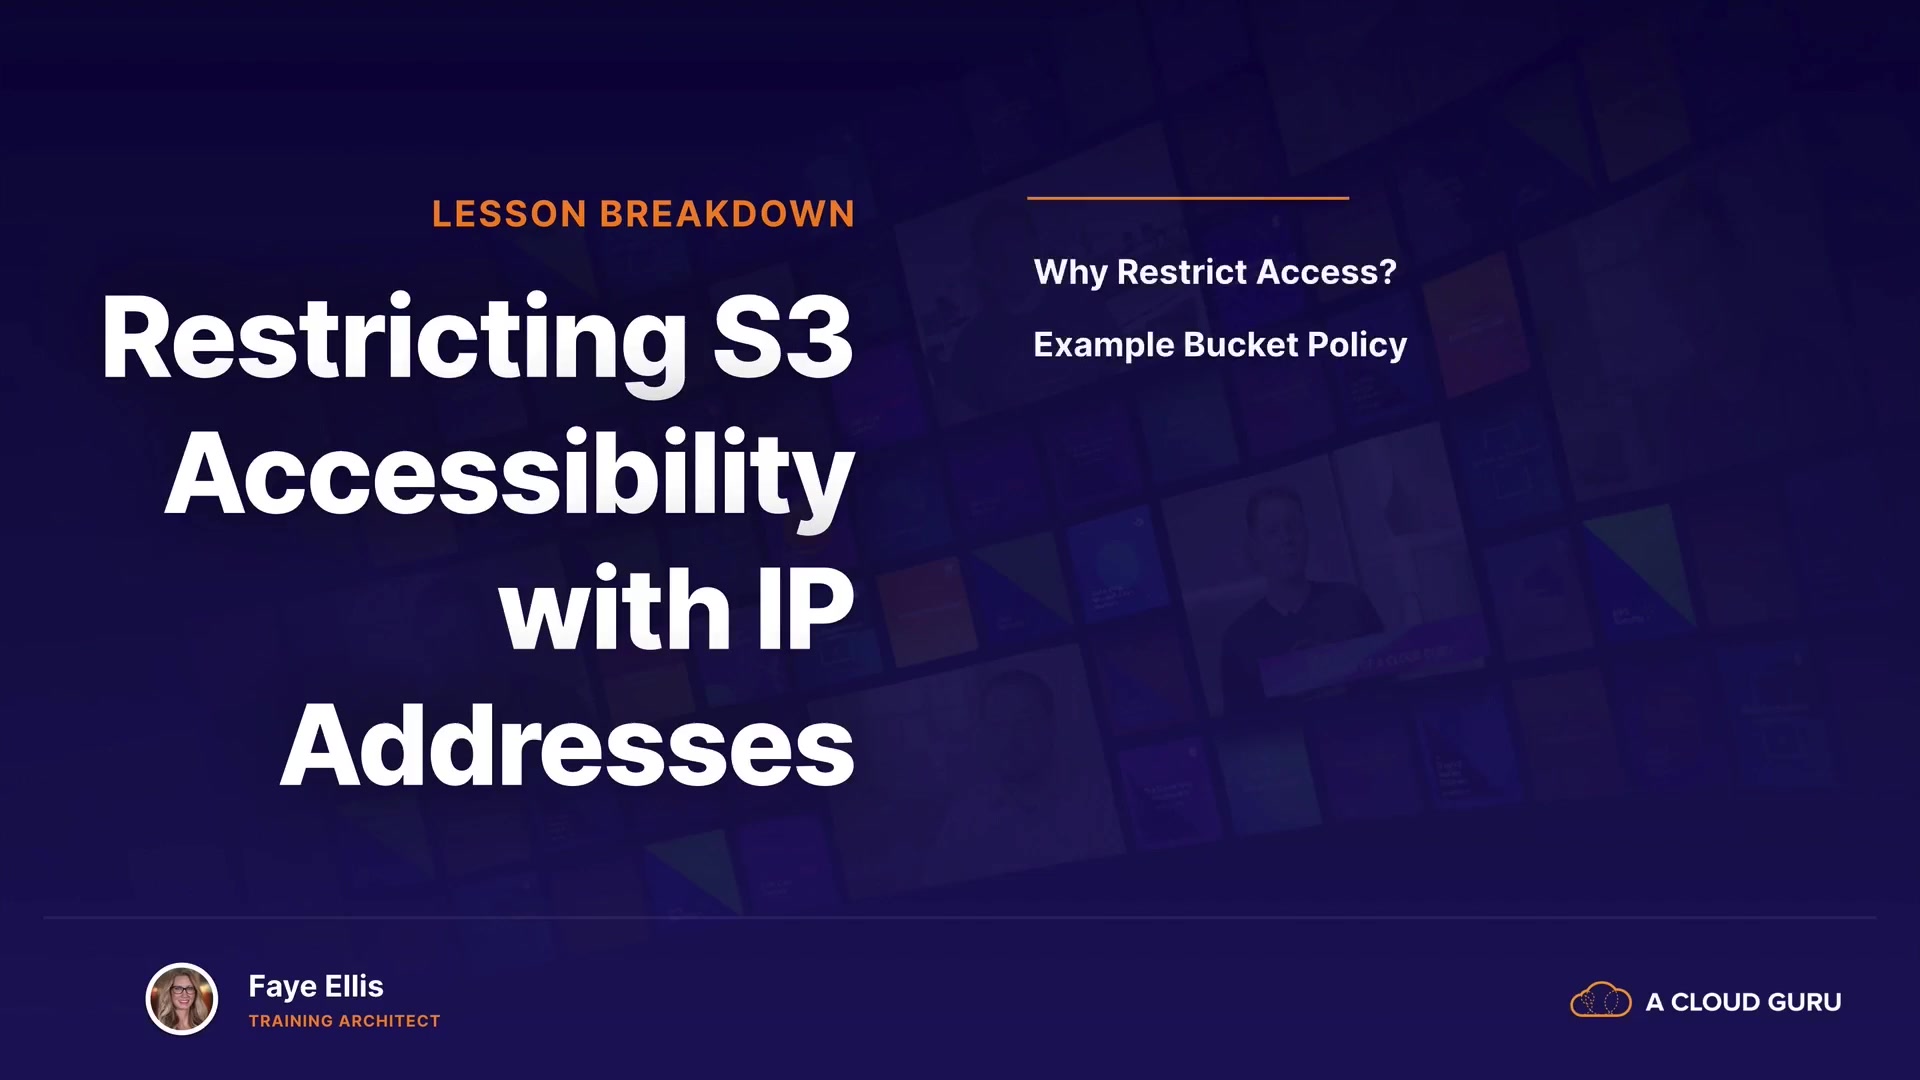 LESSON BREAKDOWN
Restricting S3
Accessibility
with IP
Addresses
Why Restrict Access?
Example Bucket Policy
Faye Ellis
TRAINING ARCHITECT
A CLOUD GURU